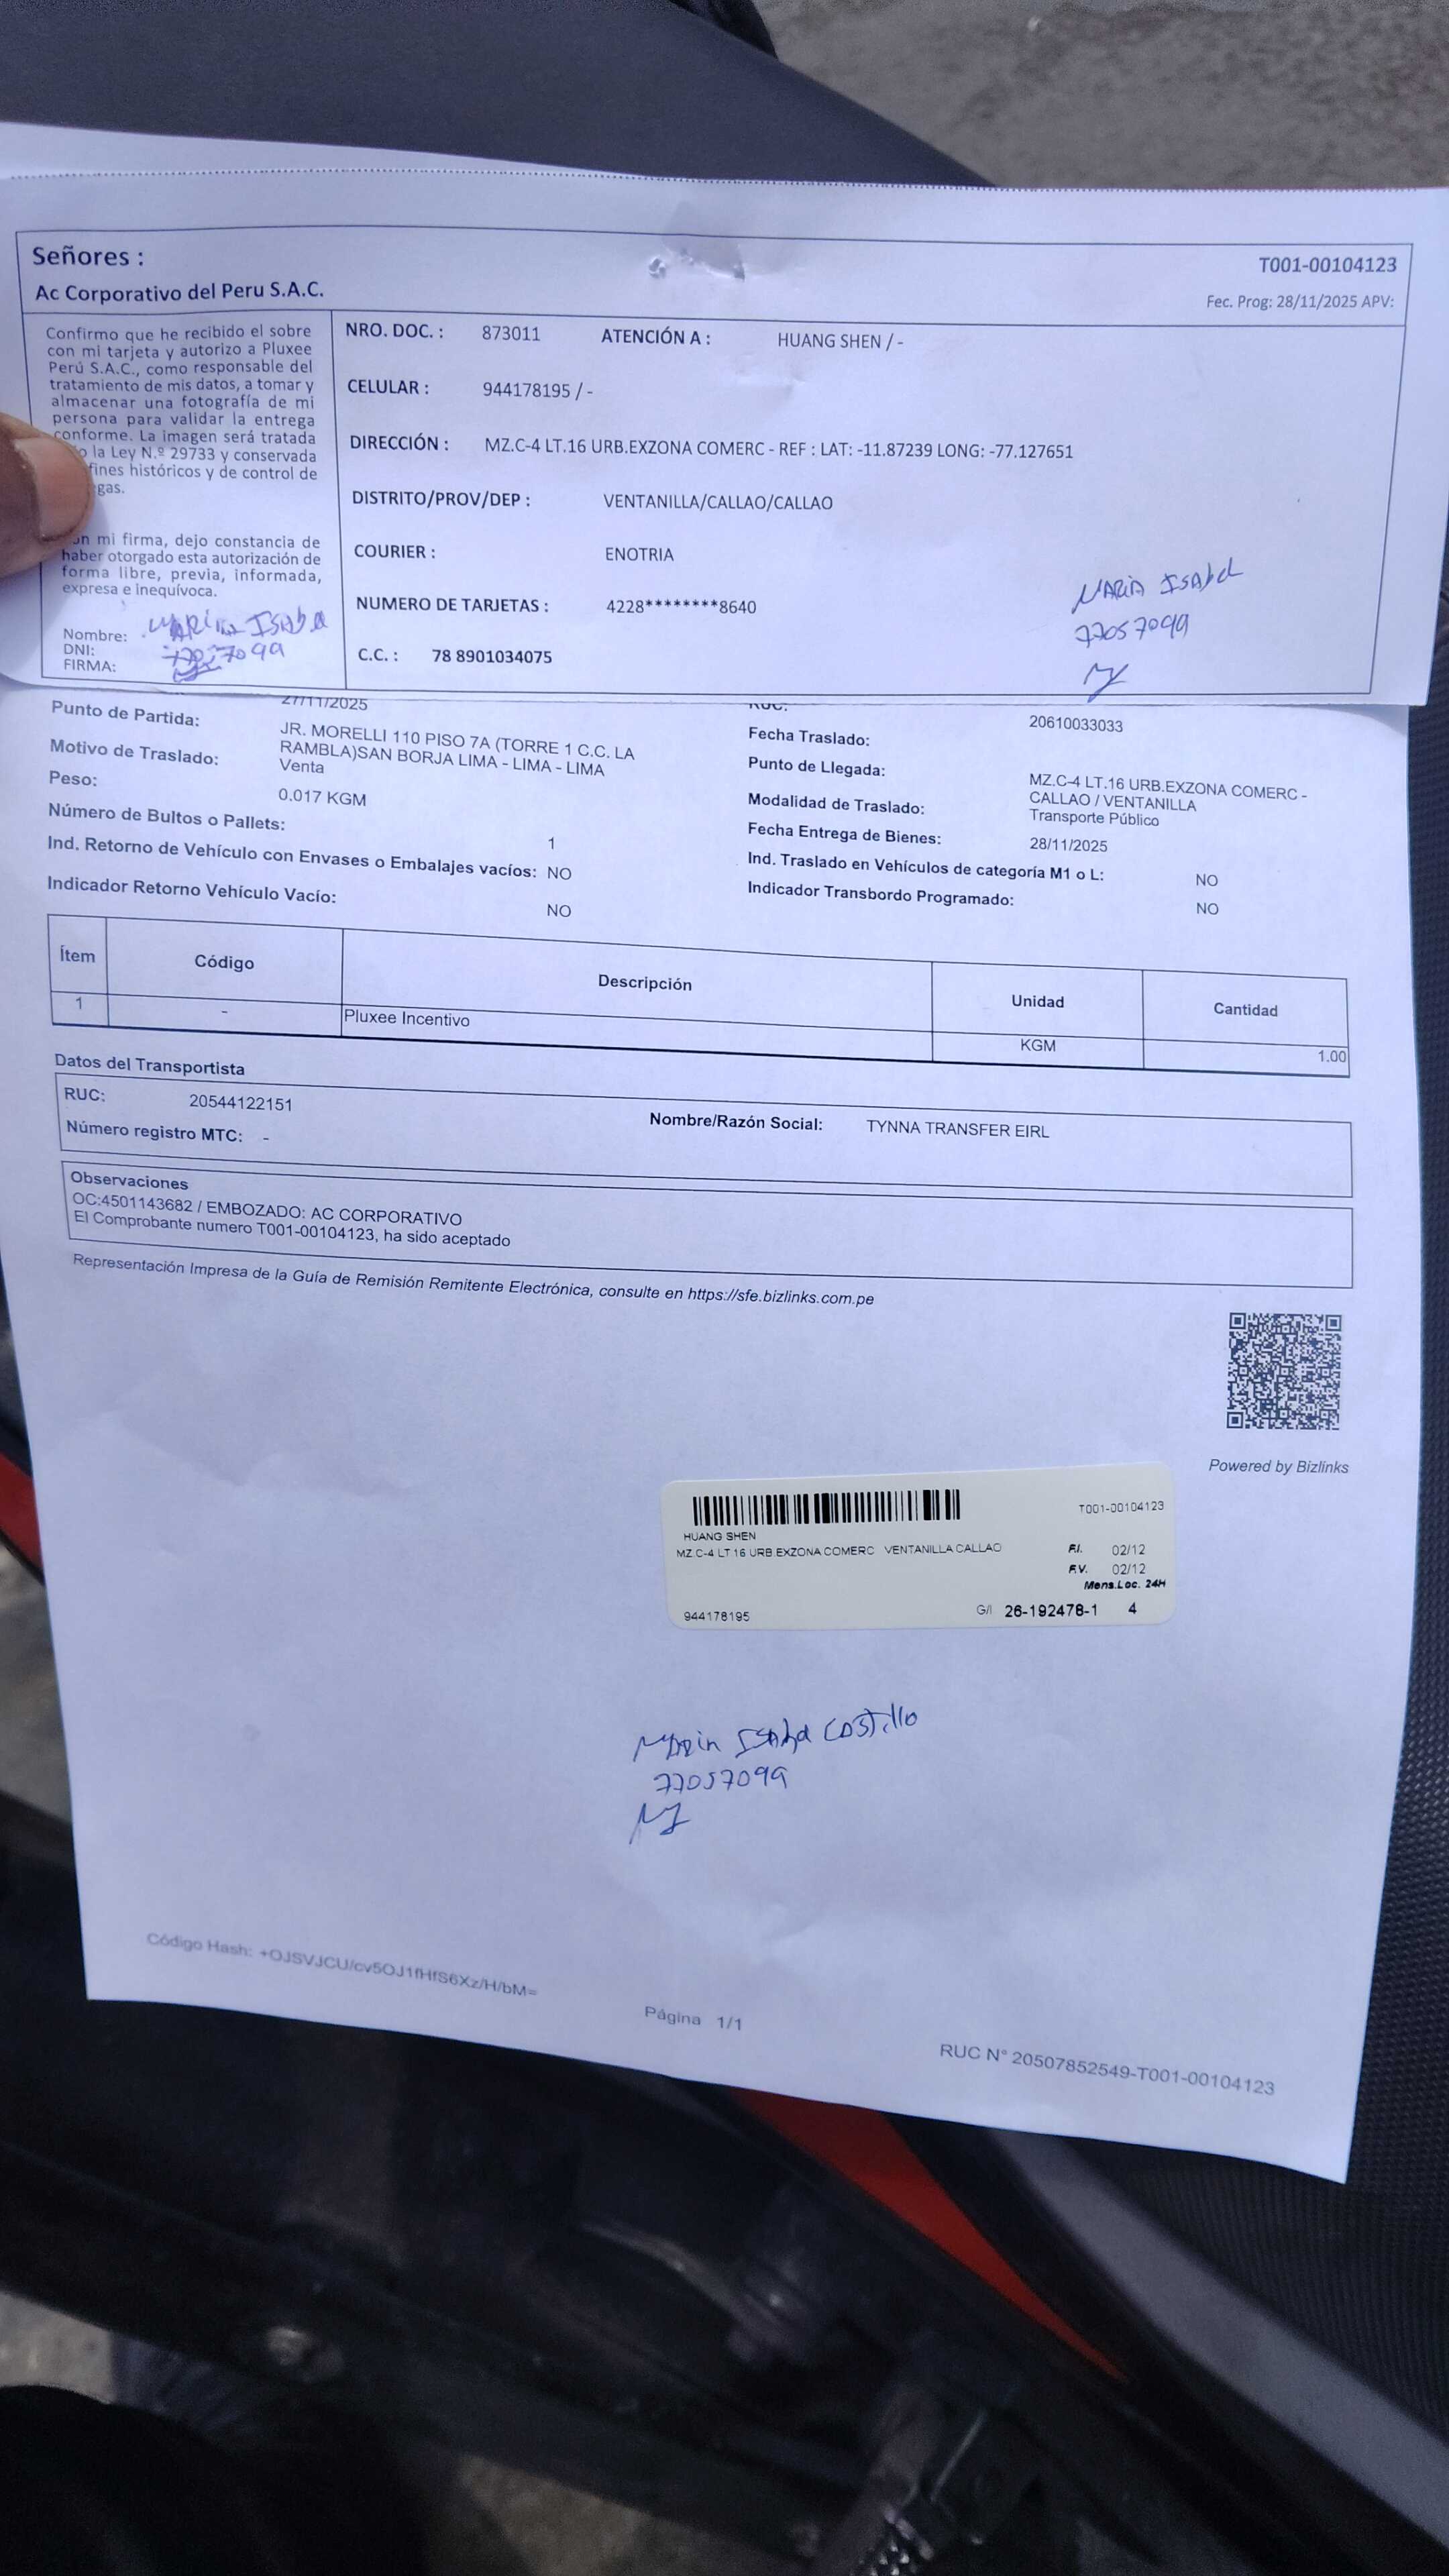 Señores :
Ac Corporativo del Peru S.A.C.
T001-00104123
Fec. Prog: 28/11/2025 APV:
Confirmo que he recibido el sobre
con mi tarjeta y autorizo a Pluxee
Perú S.A.C., como responsable del
tratamiento de mis datos, a tomar y
almacenar una fotografía de mi
persona para validar la entrega
conforme. La imagen será tratada
la Ley N.º 29733 y conservada
fines históricos y de control de
gas.
mi firma, dejo constancia de
haber otorgado esta autorización de
forma libre, previa, informada,
expresa e inequívoca.
Nombre: Maria Isabel
DNI: 77057099
FIRMA:
NRO. DOC. : 873011 ATENCIÓN A : HUANG SHEN / -
CELULAR : 944178195 / -
DIRECCIÓN : MZ.C-4 LT.16 URB.EXZONA COMERC - REF : LAT: -11.87239 LONG: -77.127651
DISTRITO/PROV/DEP : VENTANILLA/CALLAO/CALLAO
COURIER : ENOTRIA
NUMERO DE TARJETAS : 4228********8640
C.C. : 78 8901034075
Maria Isabel
77057099
27/11/2025
Punto de Partida: JR. MORELLI 110 PISO 7A (TORRE 1 C.C. LA
RAMBLA)SAN BORJA LIMA - LIMA - LIMA
Motivo de Traslado: Venta
Peso: 0.017 KGM
Número de Bultos o Pallets: 1
Ind. Retorno de Vehículo con Envases o Embalajes vacíos: NO
Indicador Retorno Vehículo Vacío: NO
RUC: 20610033033
Fecha Traslado:
Punto de Llegada: MZ.C-4 LT.16 URB.EXZONA COMERC -
CALLAO / VENTANILLA
Modalidad de Traslado: Transporte Público
Fecha Entrega de Bienes: 28/11/2025
Ind. Traslado en Vehículos de categoría M1 o L: NO
Indicador Transbordo Programado: NO
Ítem Código Descripción Unidad Cantidad
1 - Pluxee Incentivo KGM 1.00
Datos del Transportista
RUC: 20544122151 Nombre/Razón Social: TYNNA TRANSFER EIRL
Número registro MTC: -
Observaciones
OC:4501143682 / EMBOZADO: AC CORPORATIVO
El Comprobante numero T001-00104123, ha sido aceptado
Representación Impresa de la Guía de Remisión Remitente Electrónica, consulte en https://sfe.bizlinks.com.pe
Powered by Bizlinks
T001-00104123
HUANG SHEN
MZ.C-4 LT.16 URB.EXZONA COMERC VENTANILLA CALLAO
F.I. 02/12
F.V. 02/12
Mens.Loc. 24H
944178195 G/I 26-192478-1 4
Maria Isabel Costillo
77057099
Código Hash: +OJSVJCU/cv5OJ1fHfS6Xz/H/bM=
Página 1/1
RUC N° 20507852549-T001-00104123